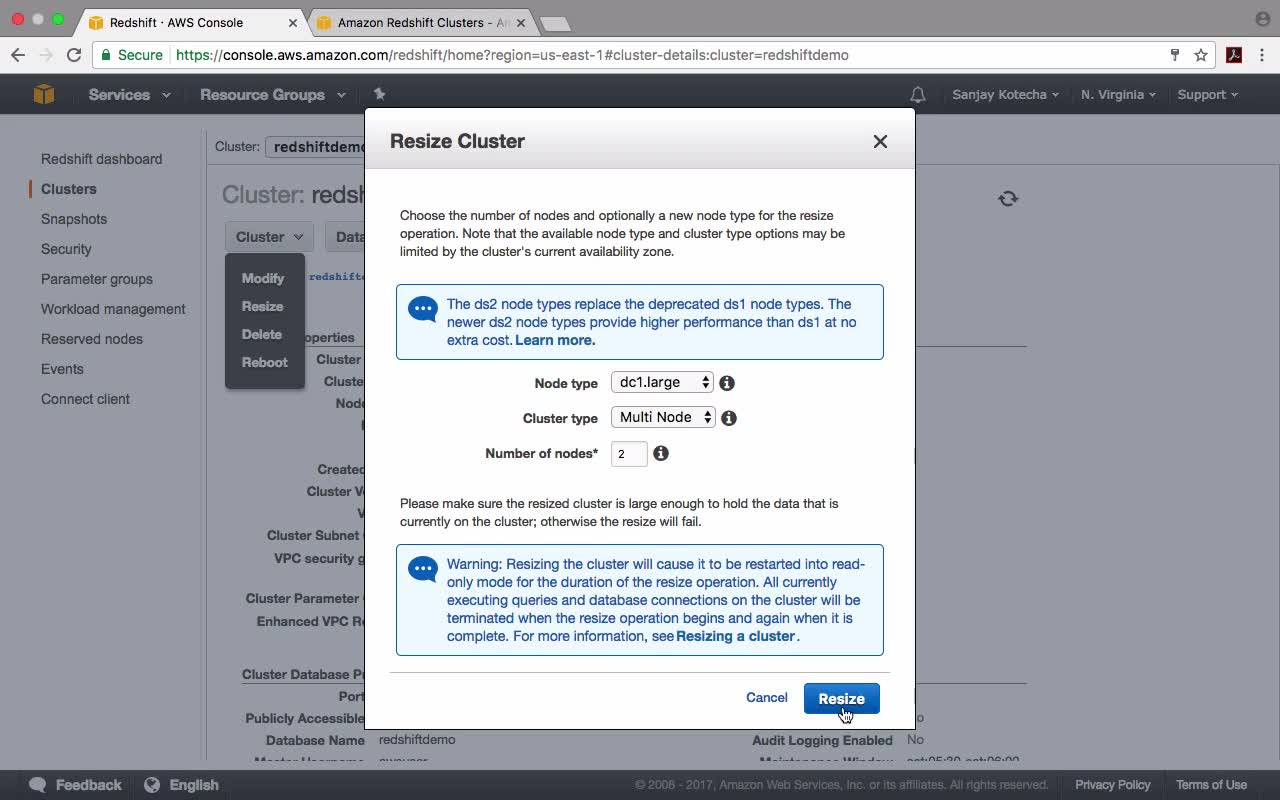 Redshift · AWS Console
Amazon Redshift Clusters - An
Secure
https://console.aws.amazon.com/redshift/home?region=us-east-1#cluster-details:cluster=redshiftdemo
Services
Resource Groups
Sanjay Kotecha
N. Virginia
Support
Redshift dashboard
Clusters
Snapshots
Security
Parameter groups
Workload management
Reserved nodes
Events
Connect client
Cluster: redshiftdemo
Cluster: redsh
Cluster
Data
Modify
Resize
Delete
Reboot
redshiftd
operties
Cluster
Cluste
Node
Created
Cluster Ve
V
Cluster Subnet
VPC security g
Cluster Parameter
Enhanced VPC Ro
Cluster Database Pr
Port
Publicly Accessible
Database Name redshiftdemo
Audit Logging Enabled No
Resize Cluster
Choose the number of nodes and optionally a new node type for the resize
operation. Note that the available node type and cluster type options may be
limited by the cluster's current availability zone.
The ds2 node types replace the deprecated ds1 node types. The
newer ds2 node types provide higher performance than ds1 at no
extra cost. Learn more.
Node type dc1.large
Cluster type Multi Node
Number of nodes* 2
Please make sure the resized cluster is large enough to hold the data that is
currently on the cluster; otherwise the resize will fail.
Warning: Resizing the cluster will cause it to be restarted into read-
only mode for the duration of the resize operation. All currently
executing queries and database connections on the cluster will be
terminated when the resize operation begins and again when it is
complete. For more information, see Resizing a cluster.
Cancel
Resize
Feedback
English
© 2008 - 2017, Amazon Web Services, Inc. or its affiliates. All rights reserved.
Privacy Policy
Terms of Use